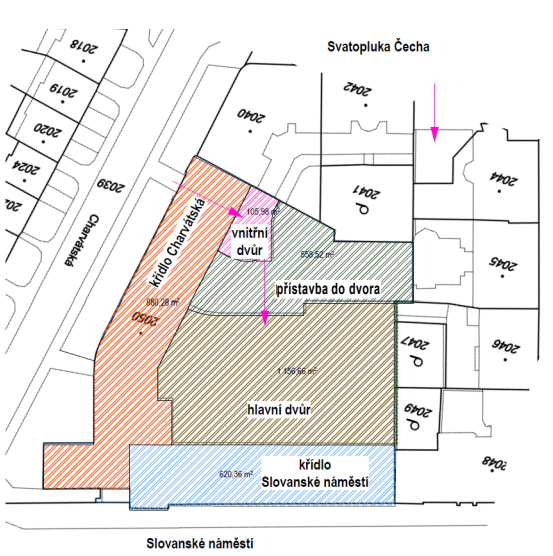 Svatopluka Čecha
2018
2019
2020
2024
2039
Charvátská
2040
2042
2041
2044
2045
2046
2047
2049
2048
křídlo Charvátská
105,98 m²
vnitřní
dvůr
558,52 m²
přístavba do dvora
880,28 m²
2050
1 156,66 m²
hlavní dvůr
620,36 m²
křídlo
Slovanské náměstí
Slovanské náměstí